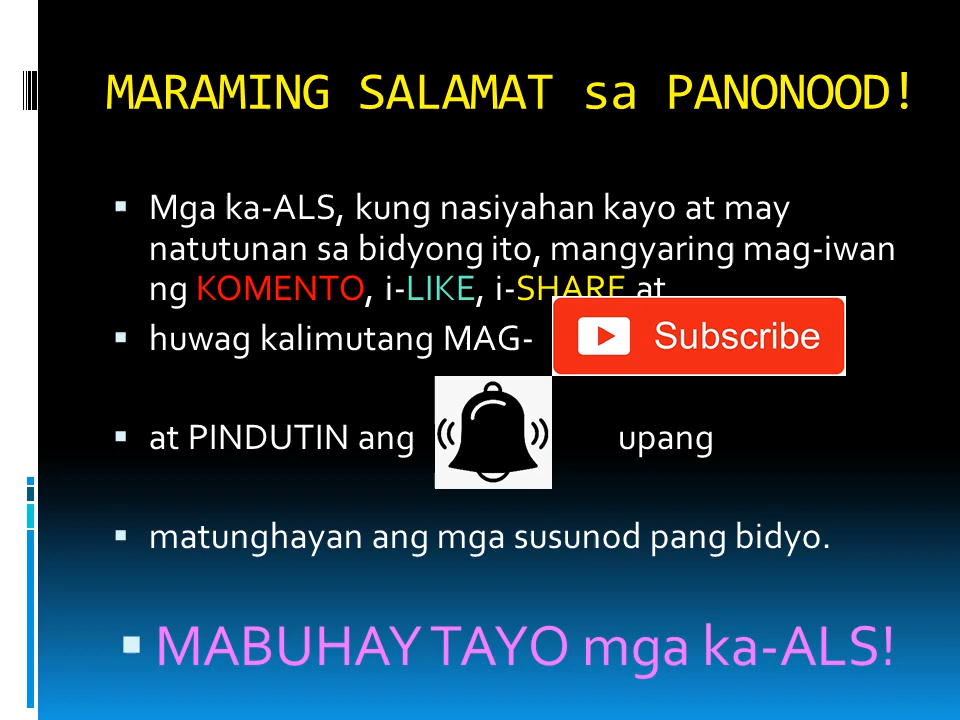 MARAMING SALAMAT sa PANONOOD!
Mga ka-ALS, kung nasiyahan kayo at may
natutunan sa bidyong ito, mangyaring mag-iwan
ng KOMENTO, i-LIKE, i-SHARE at
huwag kalimutang MAG- Subscribe
at PINDUTIN ang upang
matunghayan ang mga susunod pang bidyo.
MABUHAY TAYO mga ka-ALS!